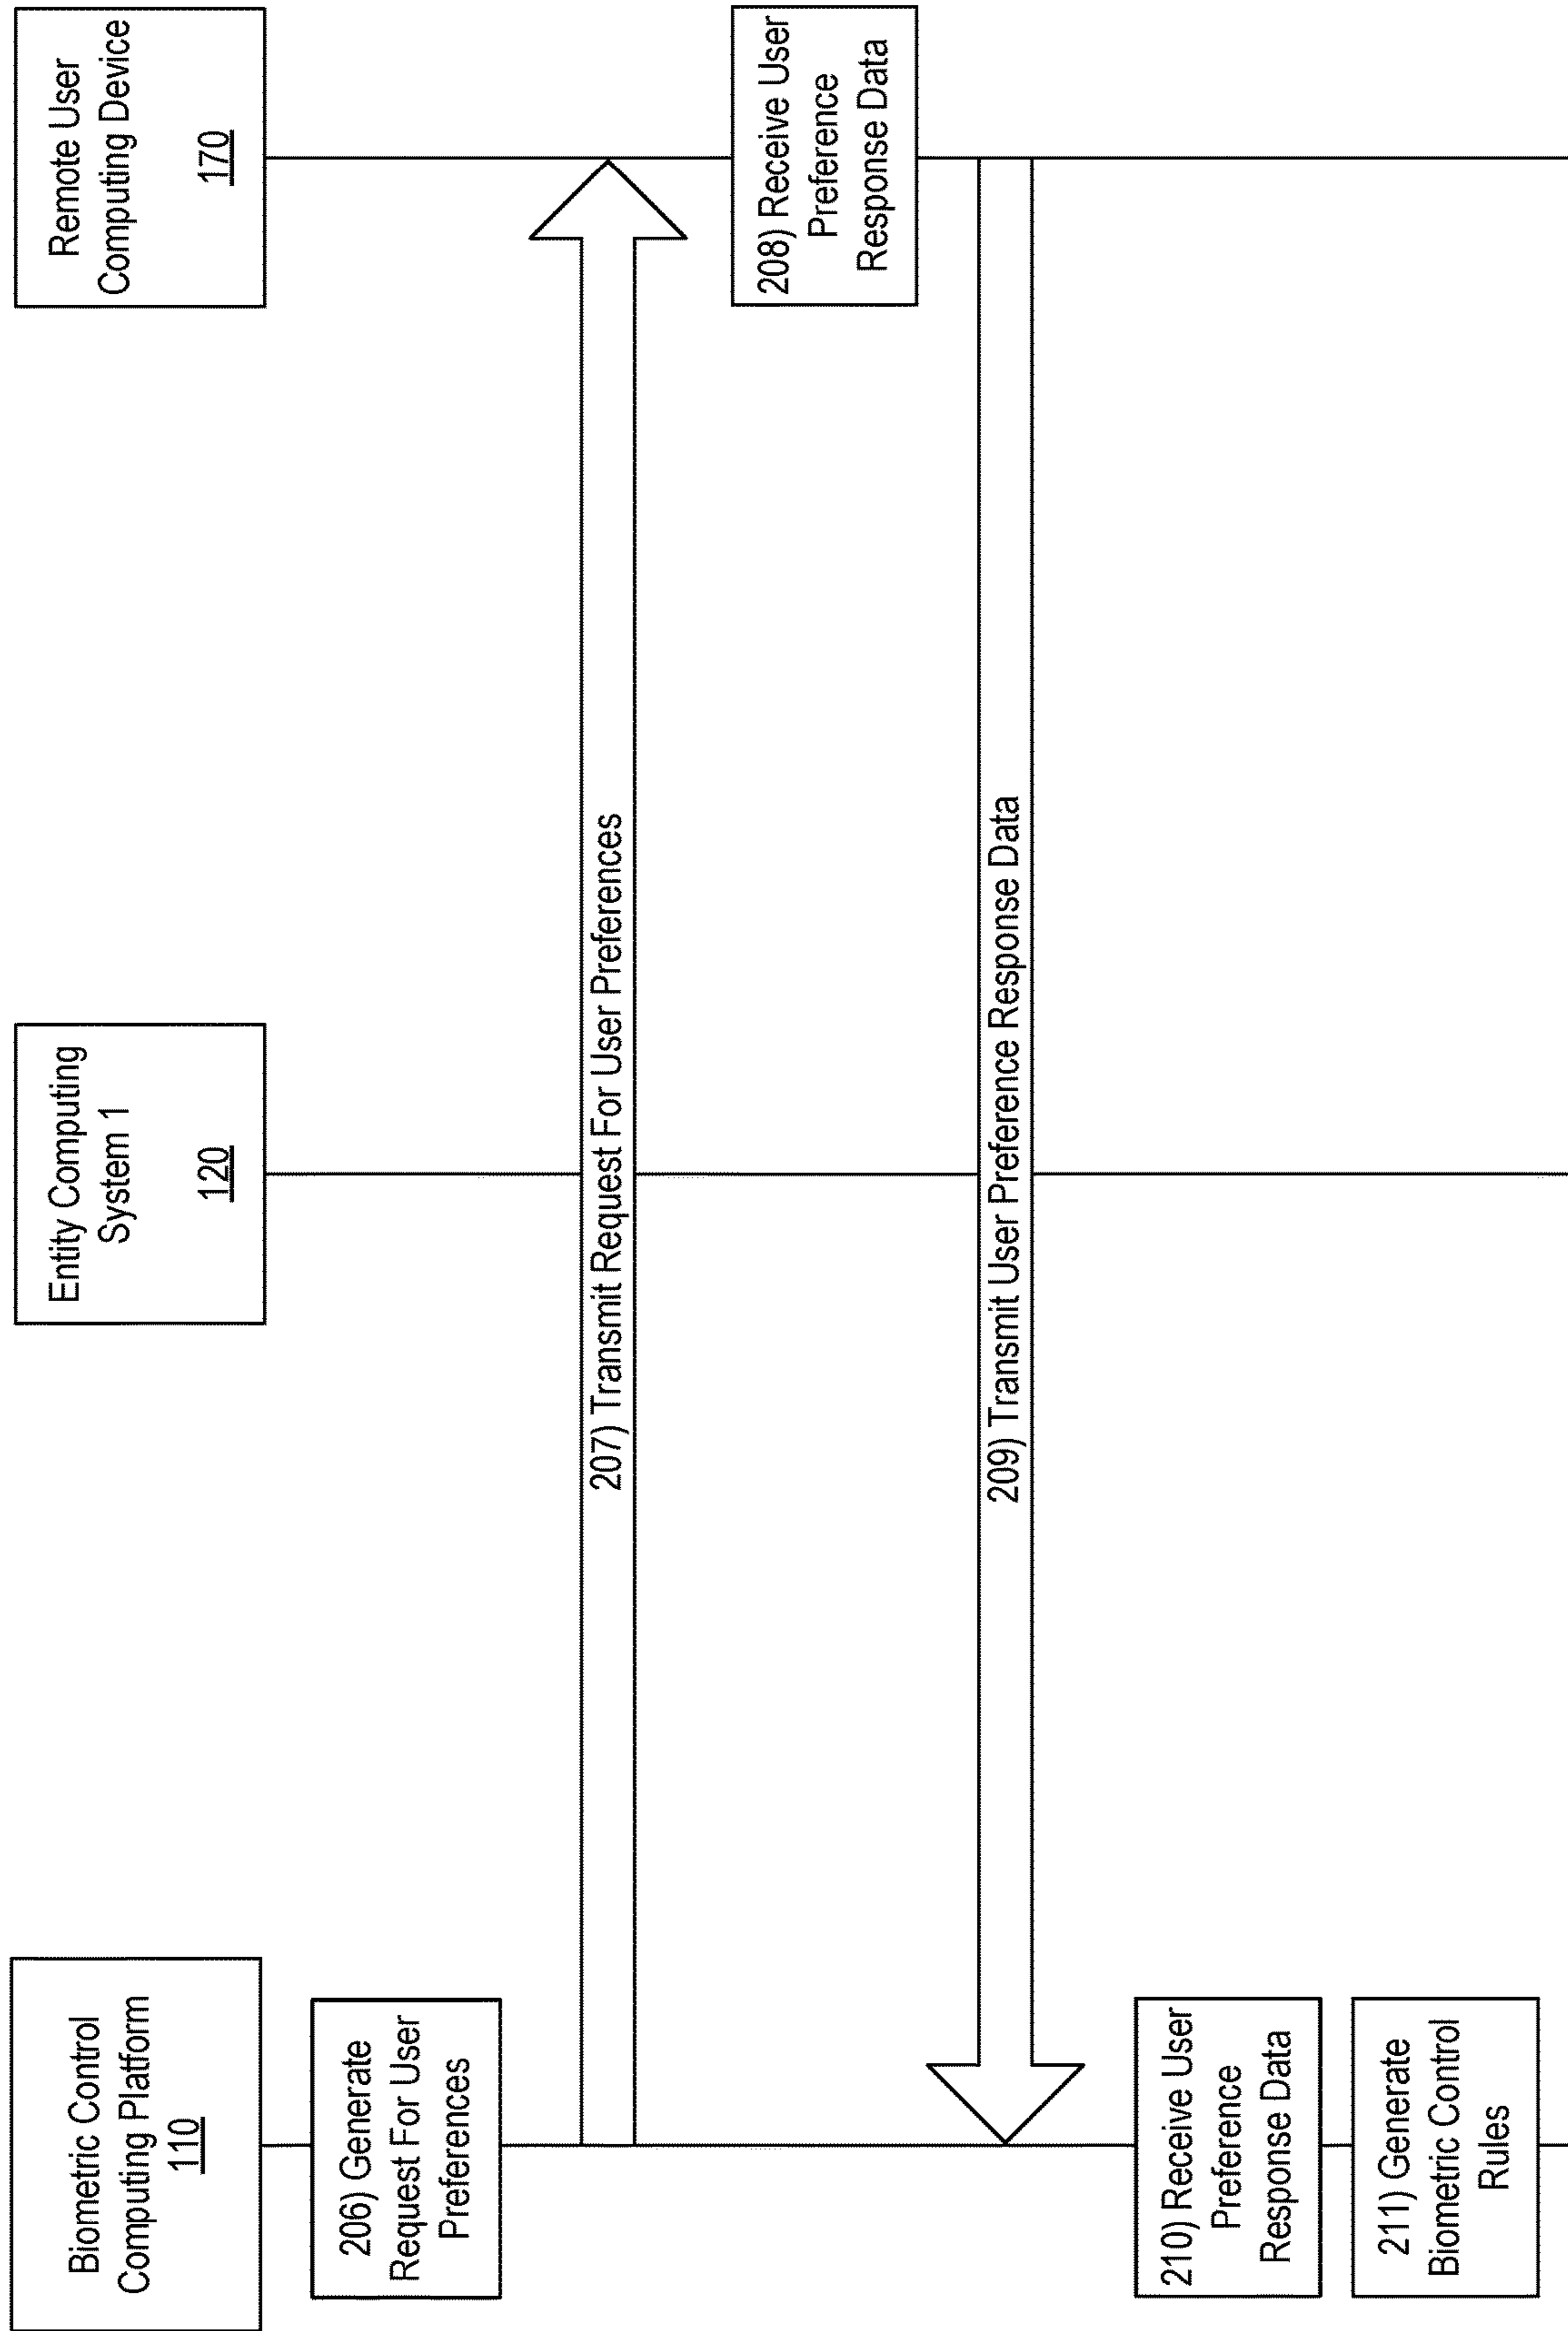 Biometric Control
Computing Platform
110
Entity Computing
System 1
120
Remote User
Computing Device
170
206) Generate
Request For User
Preferences
207) Transmit Request For User Preferences
208) Receive User
Preference
Response Data
209) Transmit User Preference Response Data
210) Receive User
Preference
Response Data
211) Generate
Biometric Control
Rules